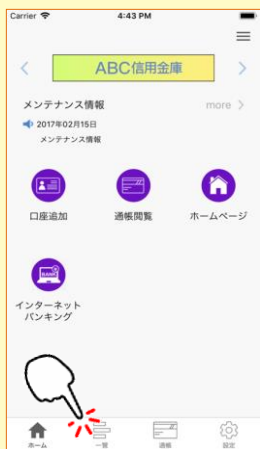 Carrier 4:43 PM
ABC信用金庫
メンテナンス情報 more
2017年02月15日
メンテナンス情報
口座追加 通帳閲覧 ホームページ
BANK
インターネット
バンキング
ホーム 一覧 通帳 設定